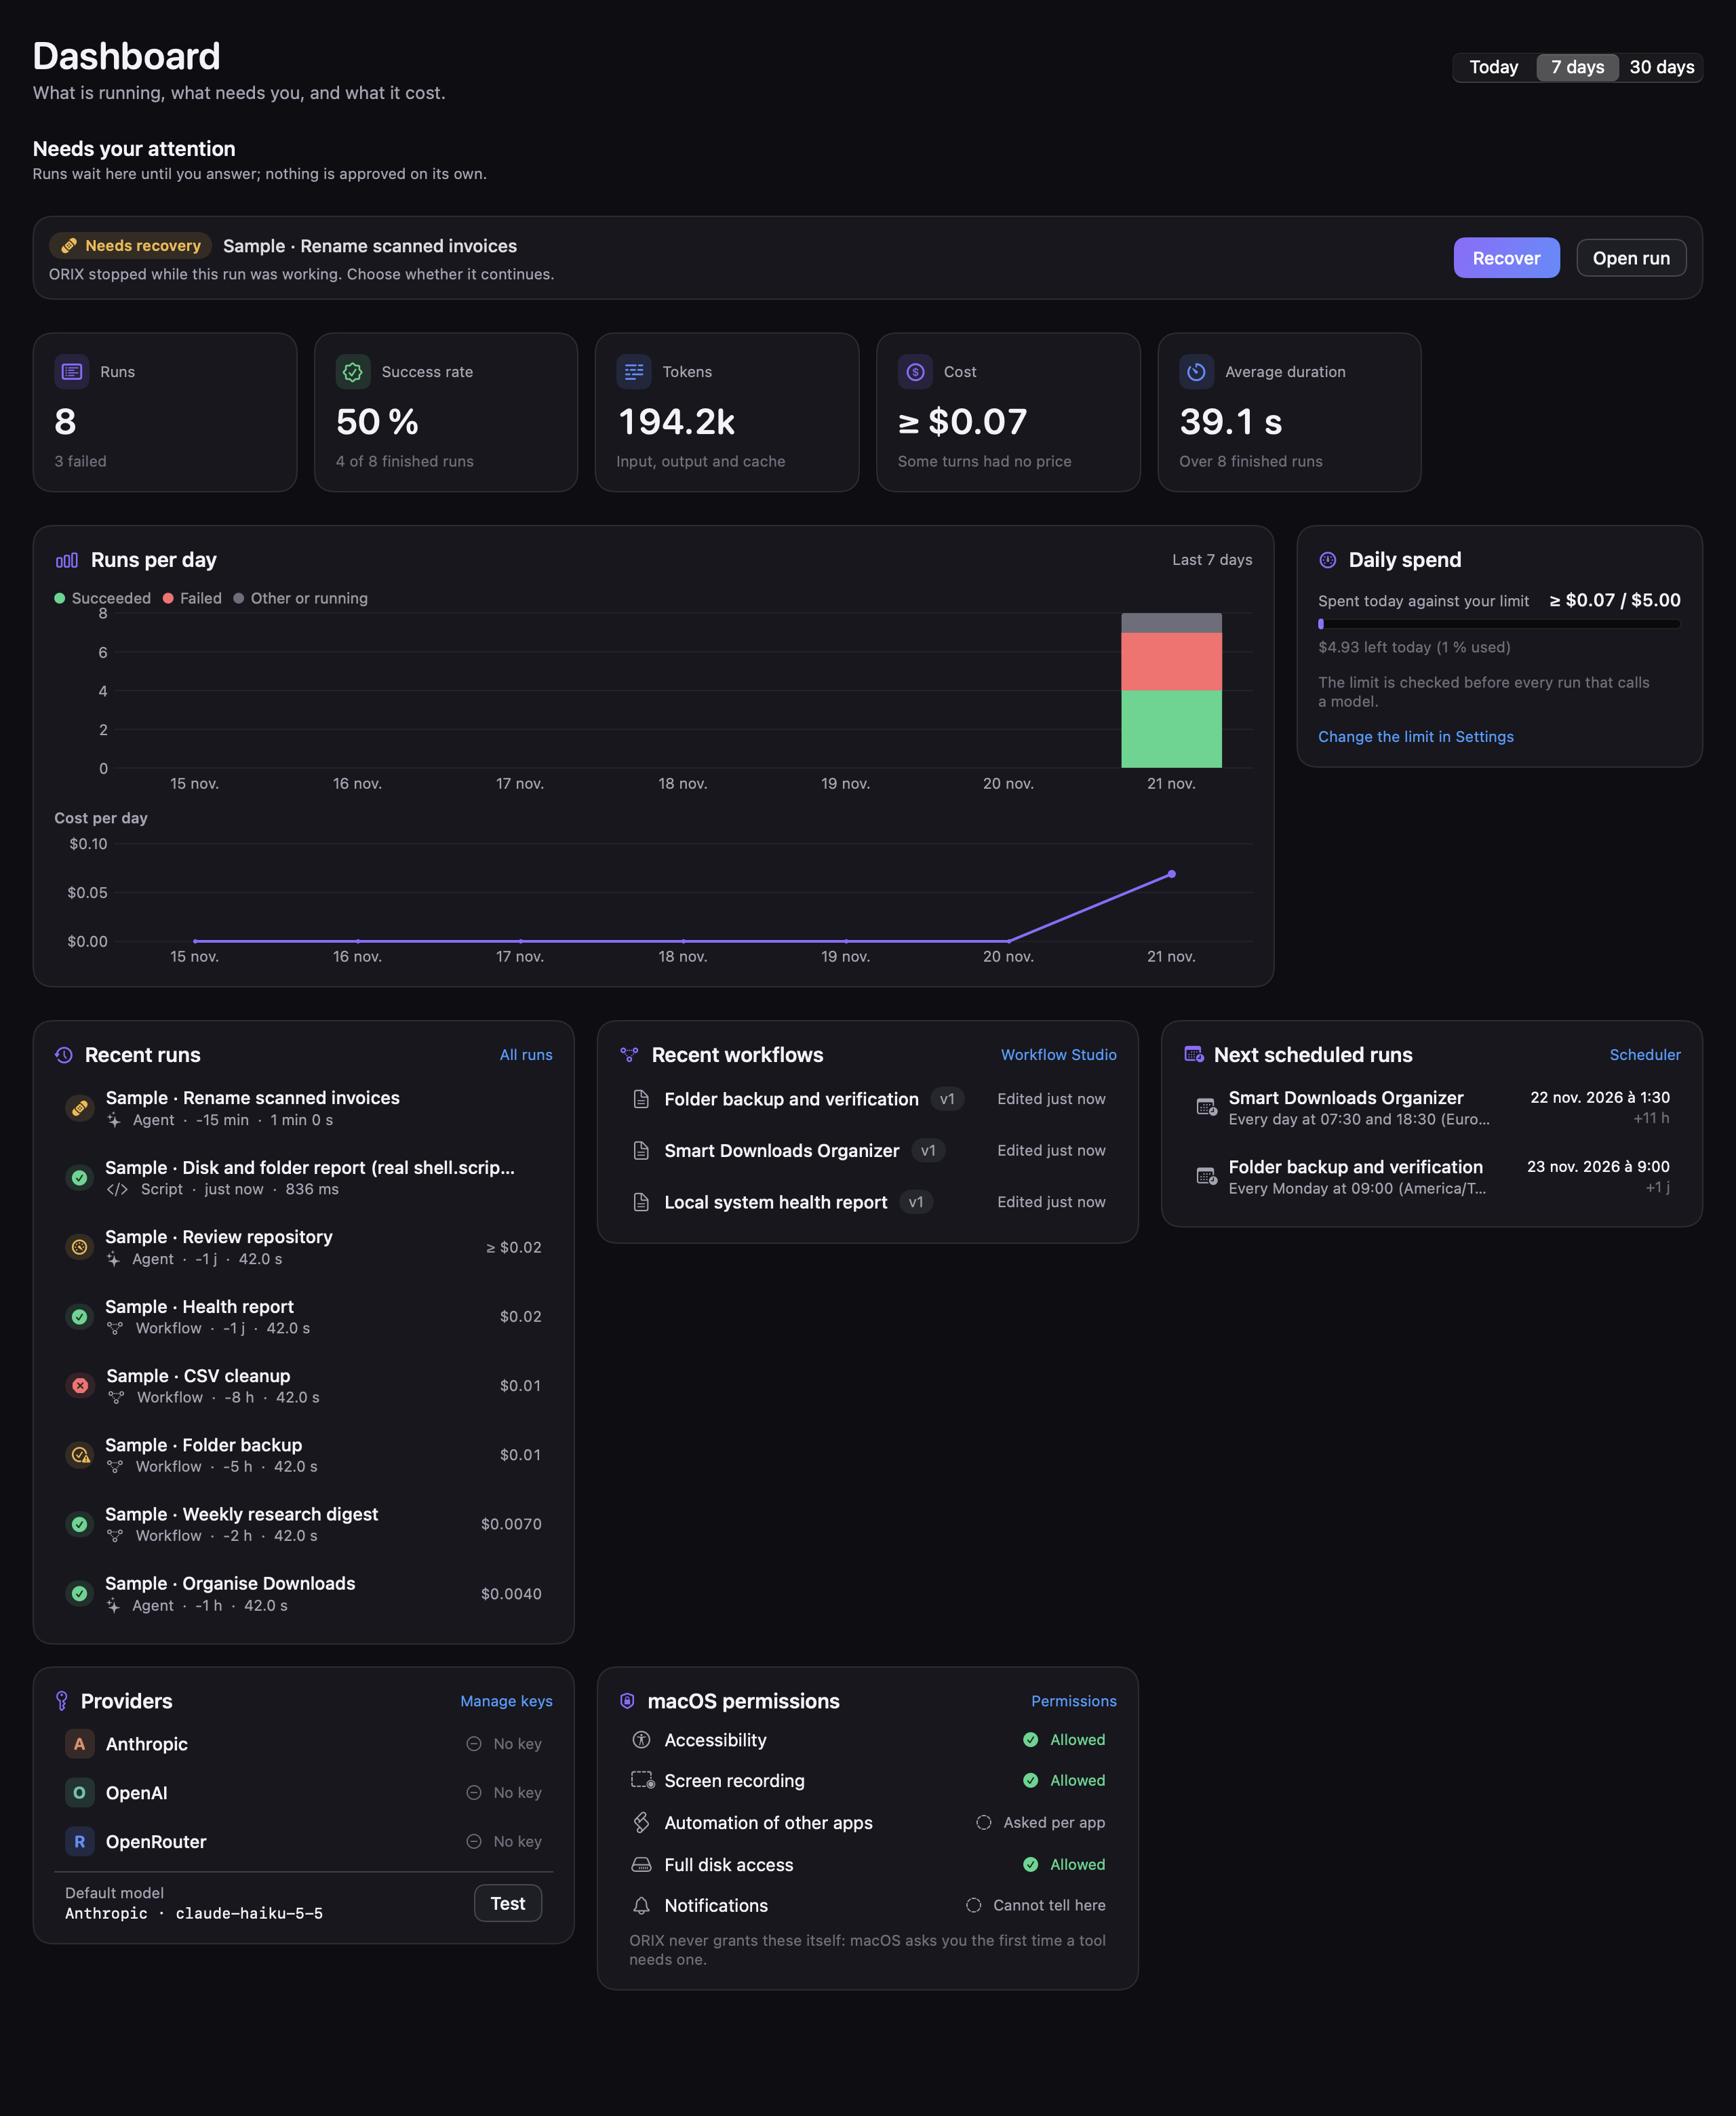 Dashboard
What is running, what needs you, and what it cost.
Today
7 days
30 days
Needs your attention
Runs wait here until you answer; nothing is approved on its own.
Needs recovery
Sample · Rename scanned invoices
ORIX stopped while this run was working. Choose whether it continues.
Recover
Open run
Runs
8
3 failed
Success rate
50 %
4 of 8 finished runs
Tokens
194.2k
Input, output and cache
Cost
≥ $0.07
Some turns had no price
Average duration
39.1 s
Over 8 finished runs
Runs per day
Last 7 days
Succeeded
Failed
Other or running
8
6
4
2
0
15 nov.
16 nov.
17 nov.
18 nov.
19 nov.
20 nov.
21 nov.
Cost per day
$0.10
$0.05
$0.00
15 nov.
16 nov.
17 nov.
18 nov.
19 nov.
20 nov.
21 nov.
Daily spend
Spent today against your limit
≥ $0.07 / $5.00
$4.93 left today (1 % used)
The limit is checked before every run that calls
a model.
Change the limit in Settings
Recent runs
All runs
Sample · Rename scanned invoices
Agent · -15 min · 1 min 0 s
Sample · Disk and folder report (real shell.scrip...
</> Script · just now · 836 ms
Sample · Review repository
Agent · -1 j · 42.0 s
≥ $0.02
Sample · Health report
Workflow · -1 j · 42.0 s
$0.02
Sample · CSV cleanup
Workflow · -8 h · 42.0 s
$0.01
Sample · Folder backup
Workflow · -5 h · 42.0 s
$0.01
Sample · Weekly research digest
Workflow · -2 h · 42.0 s
$0.0070
Sample · Organise Downloads
Agent · -1 h · 42.0 s
$0.0040
Recent workflows
Workflow Studio
Folder backup and verification
v1
Edited just now
Smart Downloads Organizer
v1
Edited just now
Local system health report
v1
Edited just now
Next scheduled runs
Scheduler
Smart Downloads Organizer
22 nov. 2026 à 1:30
Every day at 07:30 and 18:30 (Euro...
+11 h
Folder backup and verification
23 nov. 2026 à 9:00
Every Monday at 09:00 (America/T...
+1 j
Providers
Manage keys
A
Anthropic
No key
O
OpenAI
No key
R
OpenRouter
No key
Default model
Anthropic · claude-haiku-5-5
Test
macOS permissions
Permissions
Accessibility
Allowed
Screen recording
Allowed
Automation of other apps
Asked per app
Full disk access
Allowed
Notifications
Cannot tell here
ORIX never grants these itself: macOS asks you the first time a tool
needs one.